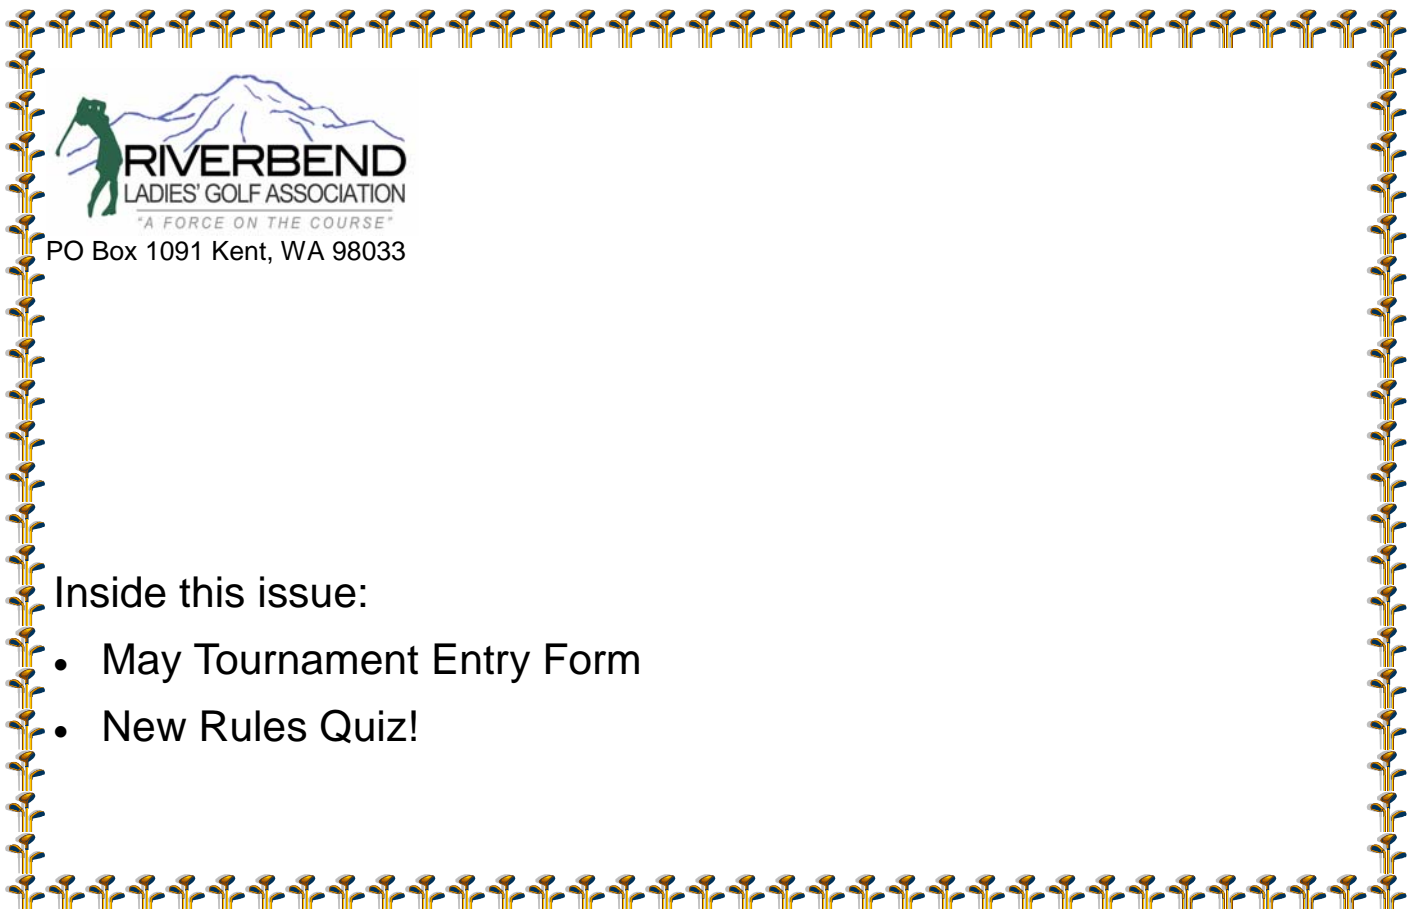 RIVERBEND
LADIES' GOLF ASSOCIATION
"A FORCE ON THE COURSE"
PO Box 1091 Kent, WA 98033
Inside this issue:
• May Tournament Entry Form
• New Rules Quiz!